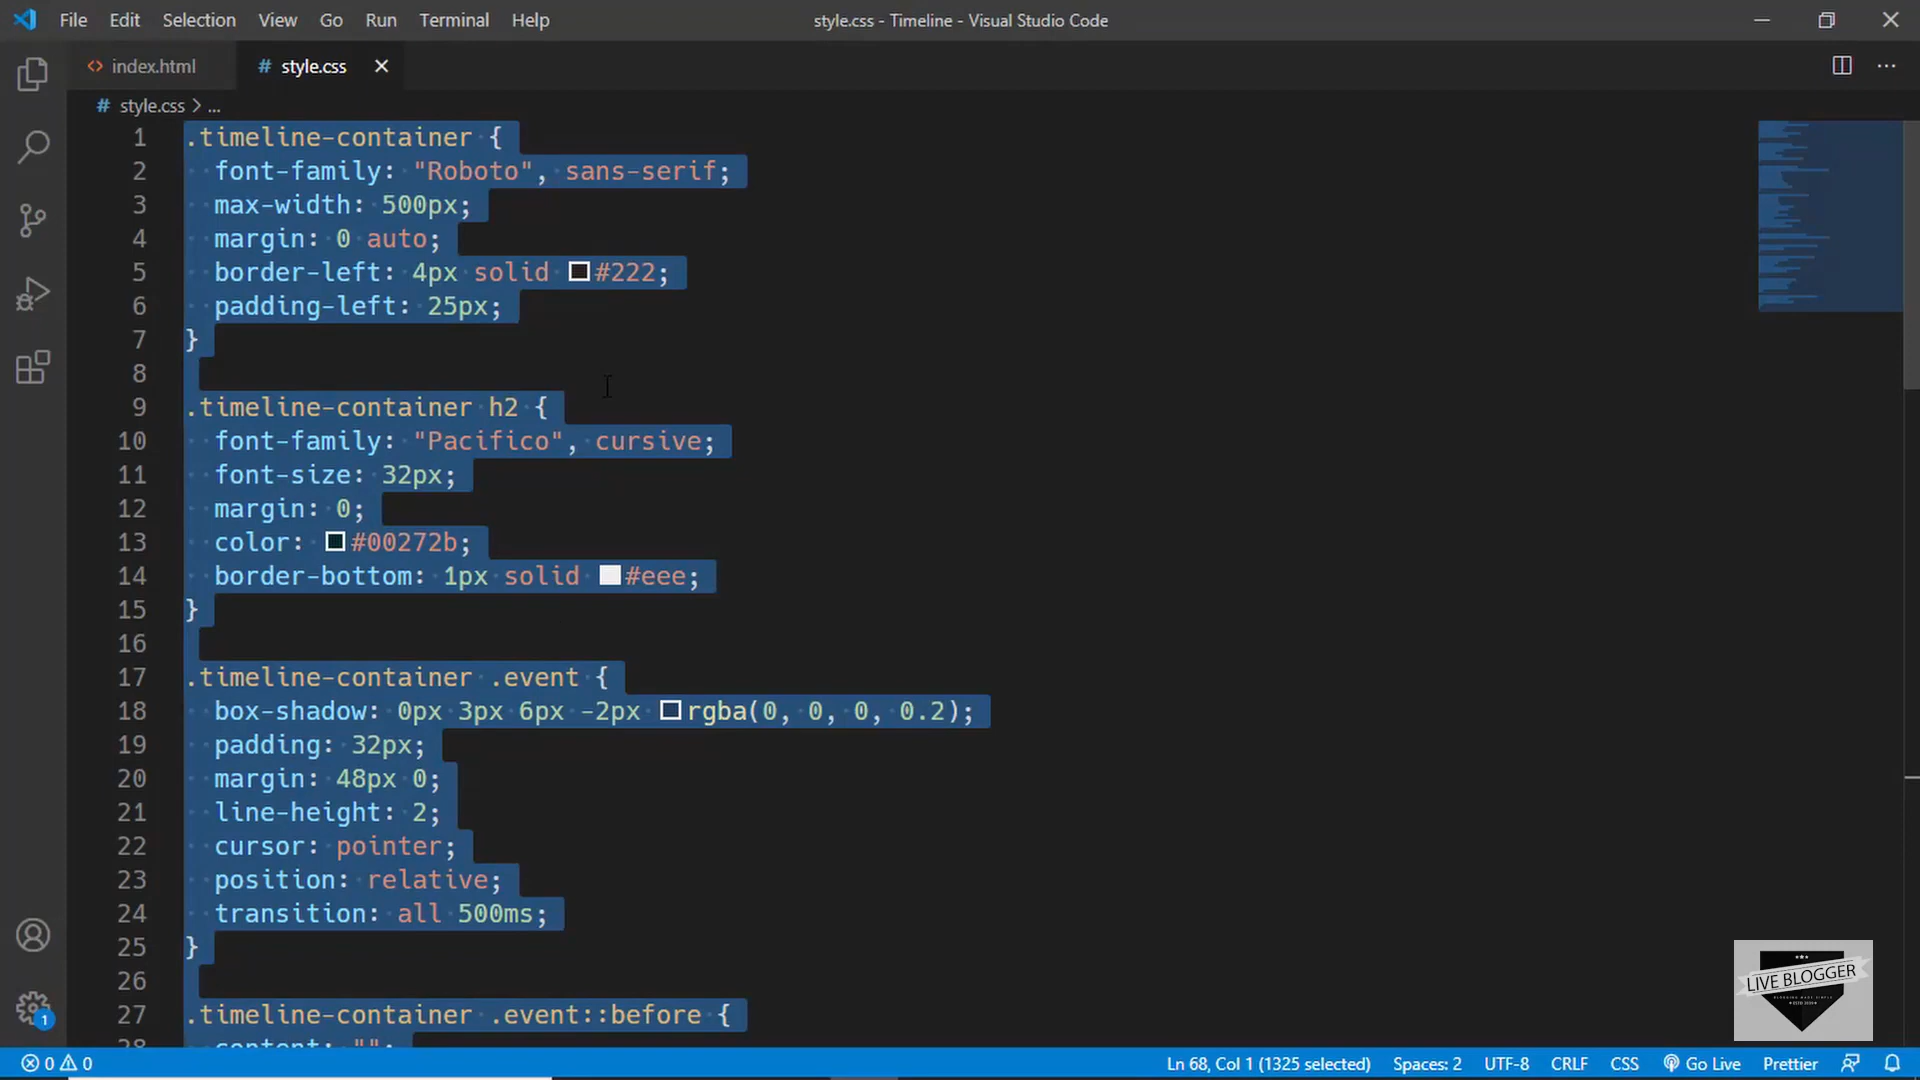 File Edit Selection View Go Run Terminal Help style.css - Timeline - Visual Studio Code
<> index.html # style.css
# style.css > ...
1 .timeline-container {
2 font-family: "Roboto", sans-serif;
3 max-width: 500px;
4 margin: 0 auto;
5 border-left: 4px solid #222;
6 padding-left: 25px;
7 }
8
9 .timeline-container h2 {
10 font-family: "Pacifico", cursive;
11 font-size: 32px;
12 margin: 0;
13 color: #00272b;
14 border-bottom: 1px solid #eee;
15 }
16
17 .timeline-container .event {
18 box-shadow: 0px 3px 6px -2px rgba(0, 0, 0, 0.2);
19 padding: 32px;
20 margin: 48px 0;
21 line-height: 2;
22 cursor: pointer;
23 position: relative;
24 transition: all 500ms;
25 }
26
27 .timeline-container .event::before {
28 content: "";
LIVE BLOGGER
1
0 0 Ln 68, Col 1 (1325 selected) Spaces: 2 UTF-8 CRLF CSS Go Live Prettier